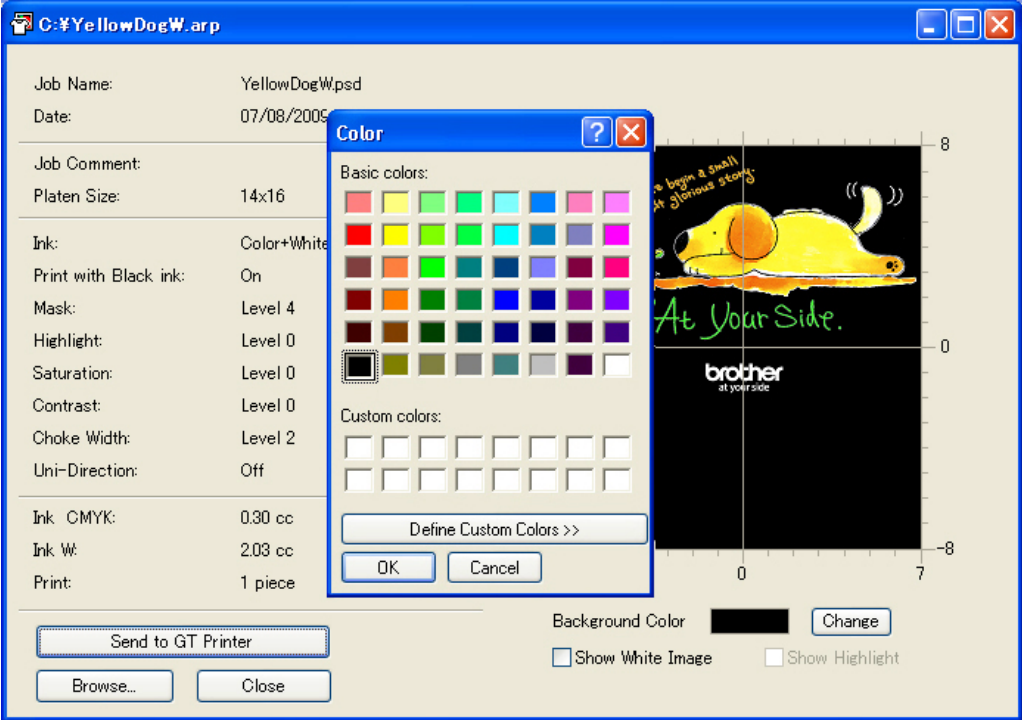 C:¥YellowDogW.arp
Job Name: YellowDogW.psd
Date: 07/08/2009
Job Comment:
Platen Size: 14x16
Ink: Color+White
Print with Black ink: On
Mask: Level 4
Highlight: Level 0
Saturation: Level 0
Contrast: Level 0
Choke Width: Level 2
Uni-Direction: Off
Ink CMYK: 0.30 cc
Ink W: 2.03 cc
Print: 1 piece
Send to GT Printer
Browse...
Close
Color
Basic colors:
Custom colors:
Define Custom Colors >>
OK
Cancel
begin a small
glorious story.
At your Side.
brother
at your side
8
0
-8
0
7
Background Color
Change
Show White Image
Show Highlight